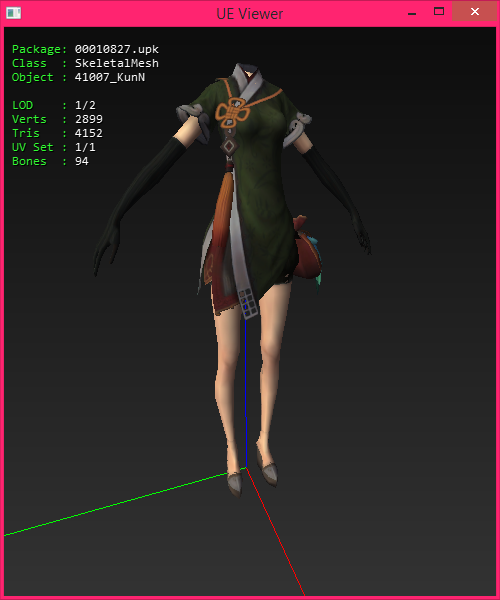 UE Viewer
Package: 00010827.upk
Class : SkeletalMesh
Object : 41007_KunN
LOD : 1/2
Verts : 2899
Tris : 4152
UV Set : 1/1
Bones : 94